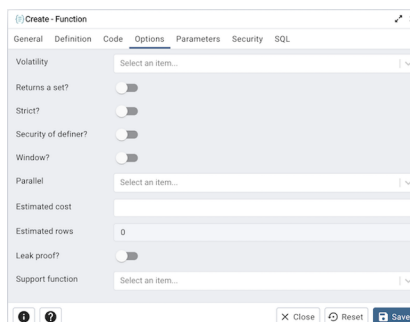 Create - Function
General Definition Code Options Parameters Security SQL
Volatility Select an item...
Returns a set?
Strict?
Security of definer?
Window?
Parallel Select an item...
Estimated cost
Estimated rows 0
Leak proof?
Support function Select an item...
Close Reset Save